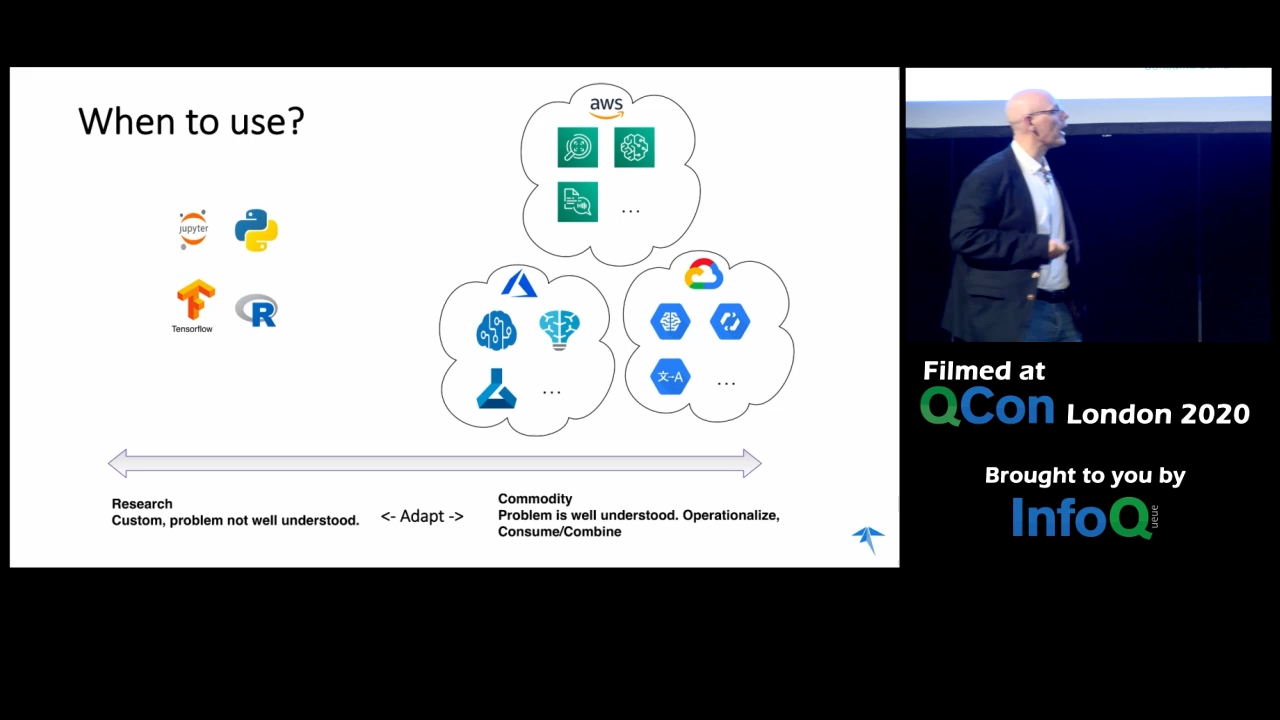 When to use?
aws
...
jupyter
Tensorflow
R
...
文→A
...
Research
Custom, problem not well understood.
<- Adapt ->
Commodity
Problem is well understood. Operationalize,
Consume/Combine
Filmed at
QCon London 2020
Brought to you by
InfoQ
ueue